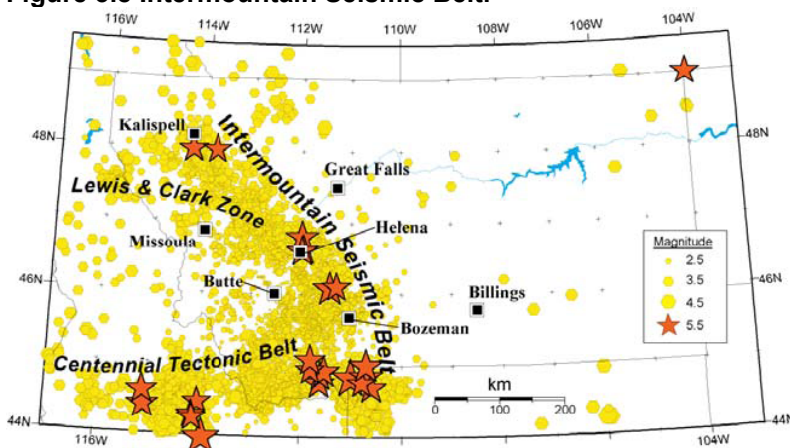 Figure 3.8 Intermountain Seismic Belt.
116W 114W 112W 110W 108W 106W 104W
48N 48N
Kalispell
Intermountain Seismic Belt
Great Falls
Lewis & Clark Zone
Helena
Missoula
Magnitude
2.5
3.5
4.5
5.5
46N 46N
Butte
Billings
Bozeman
Centennial Tectonic Belt
km
0 100 200
44N 44N
116W 104W